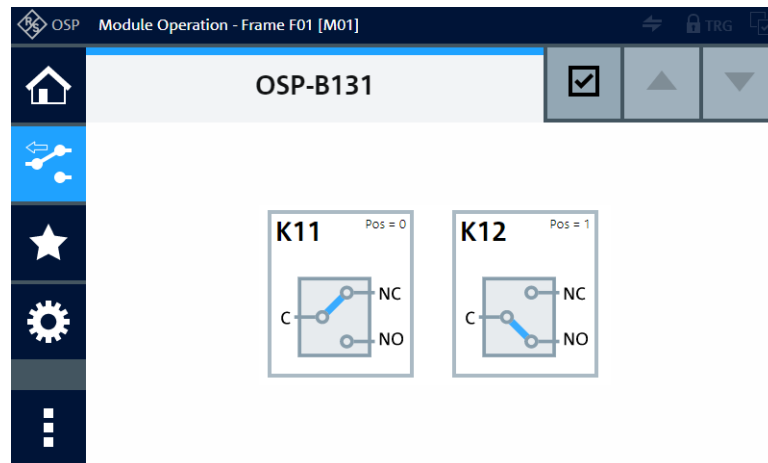 R&S OSP Module Operation - Frame F01 [M01] TRG
OSP-B131
K11 Pos = 0 K12 Pos = 1
NC NC
C C
NO NO